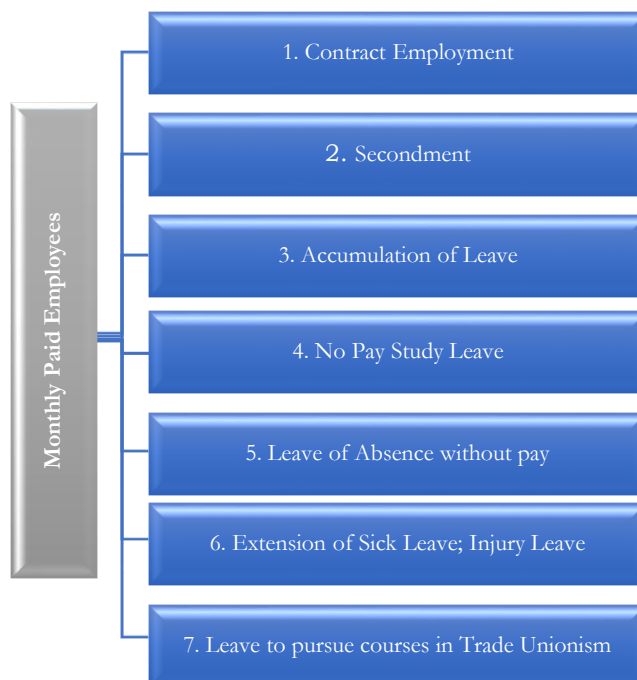 Monthly Paid Employees
1. Contract Employment
2. Secondment
3. Accumulation of Leave
4. No Pay Study Leave
5. Leave of Absence without pay
6. Extension of Sick Leave; Injury Leave
7. Leave to pursue courses in Trade Unionism